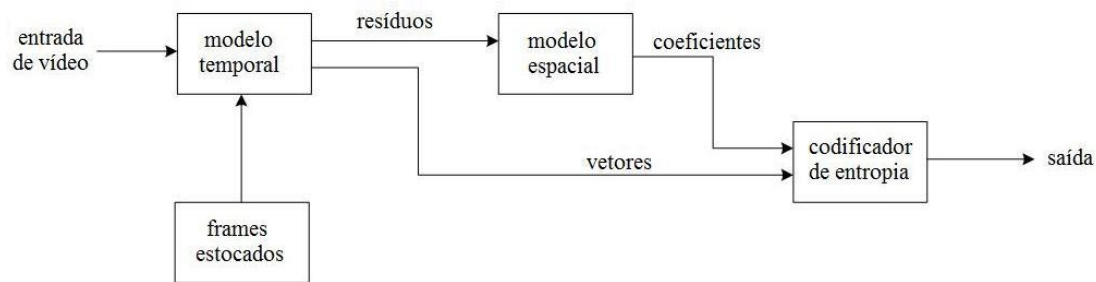 entrada
de vídeo
modelo
temporal
resíduos
modelo
espacial
coeficientes
vetores
codificador
de entropia
saída
frames
estocados